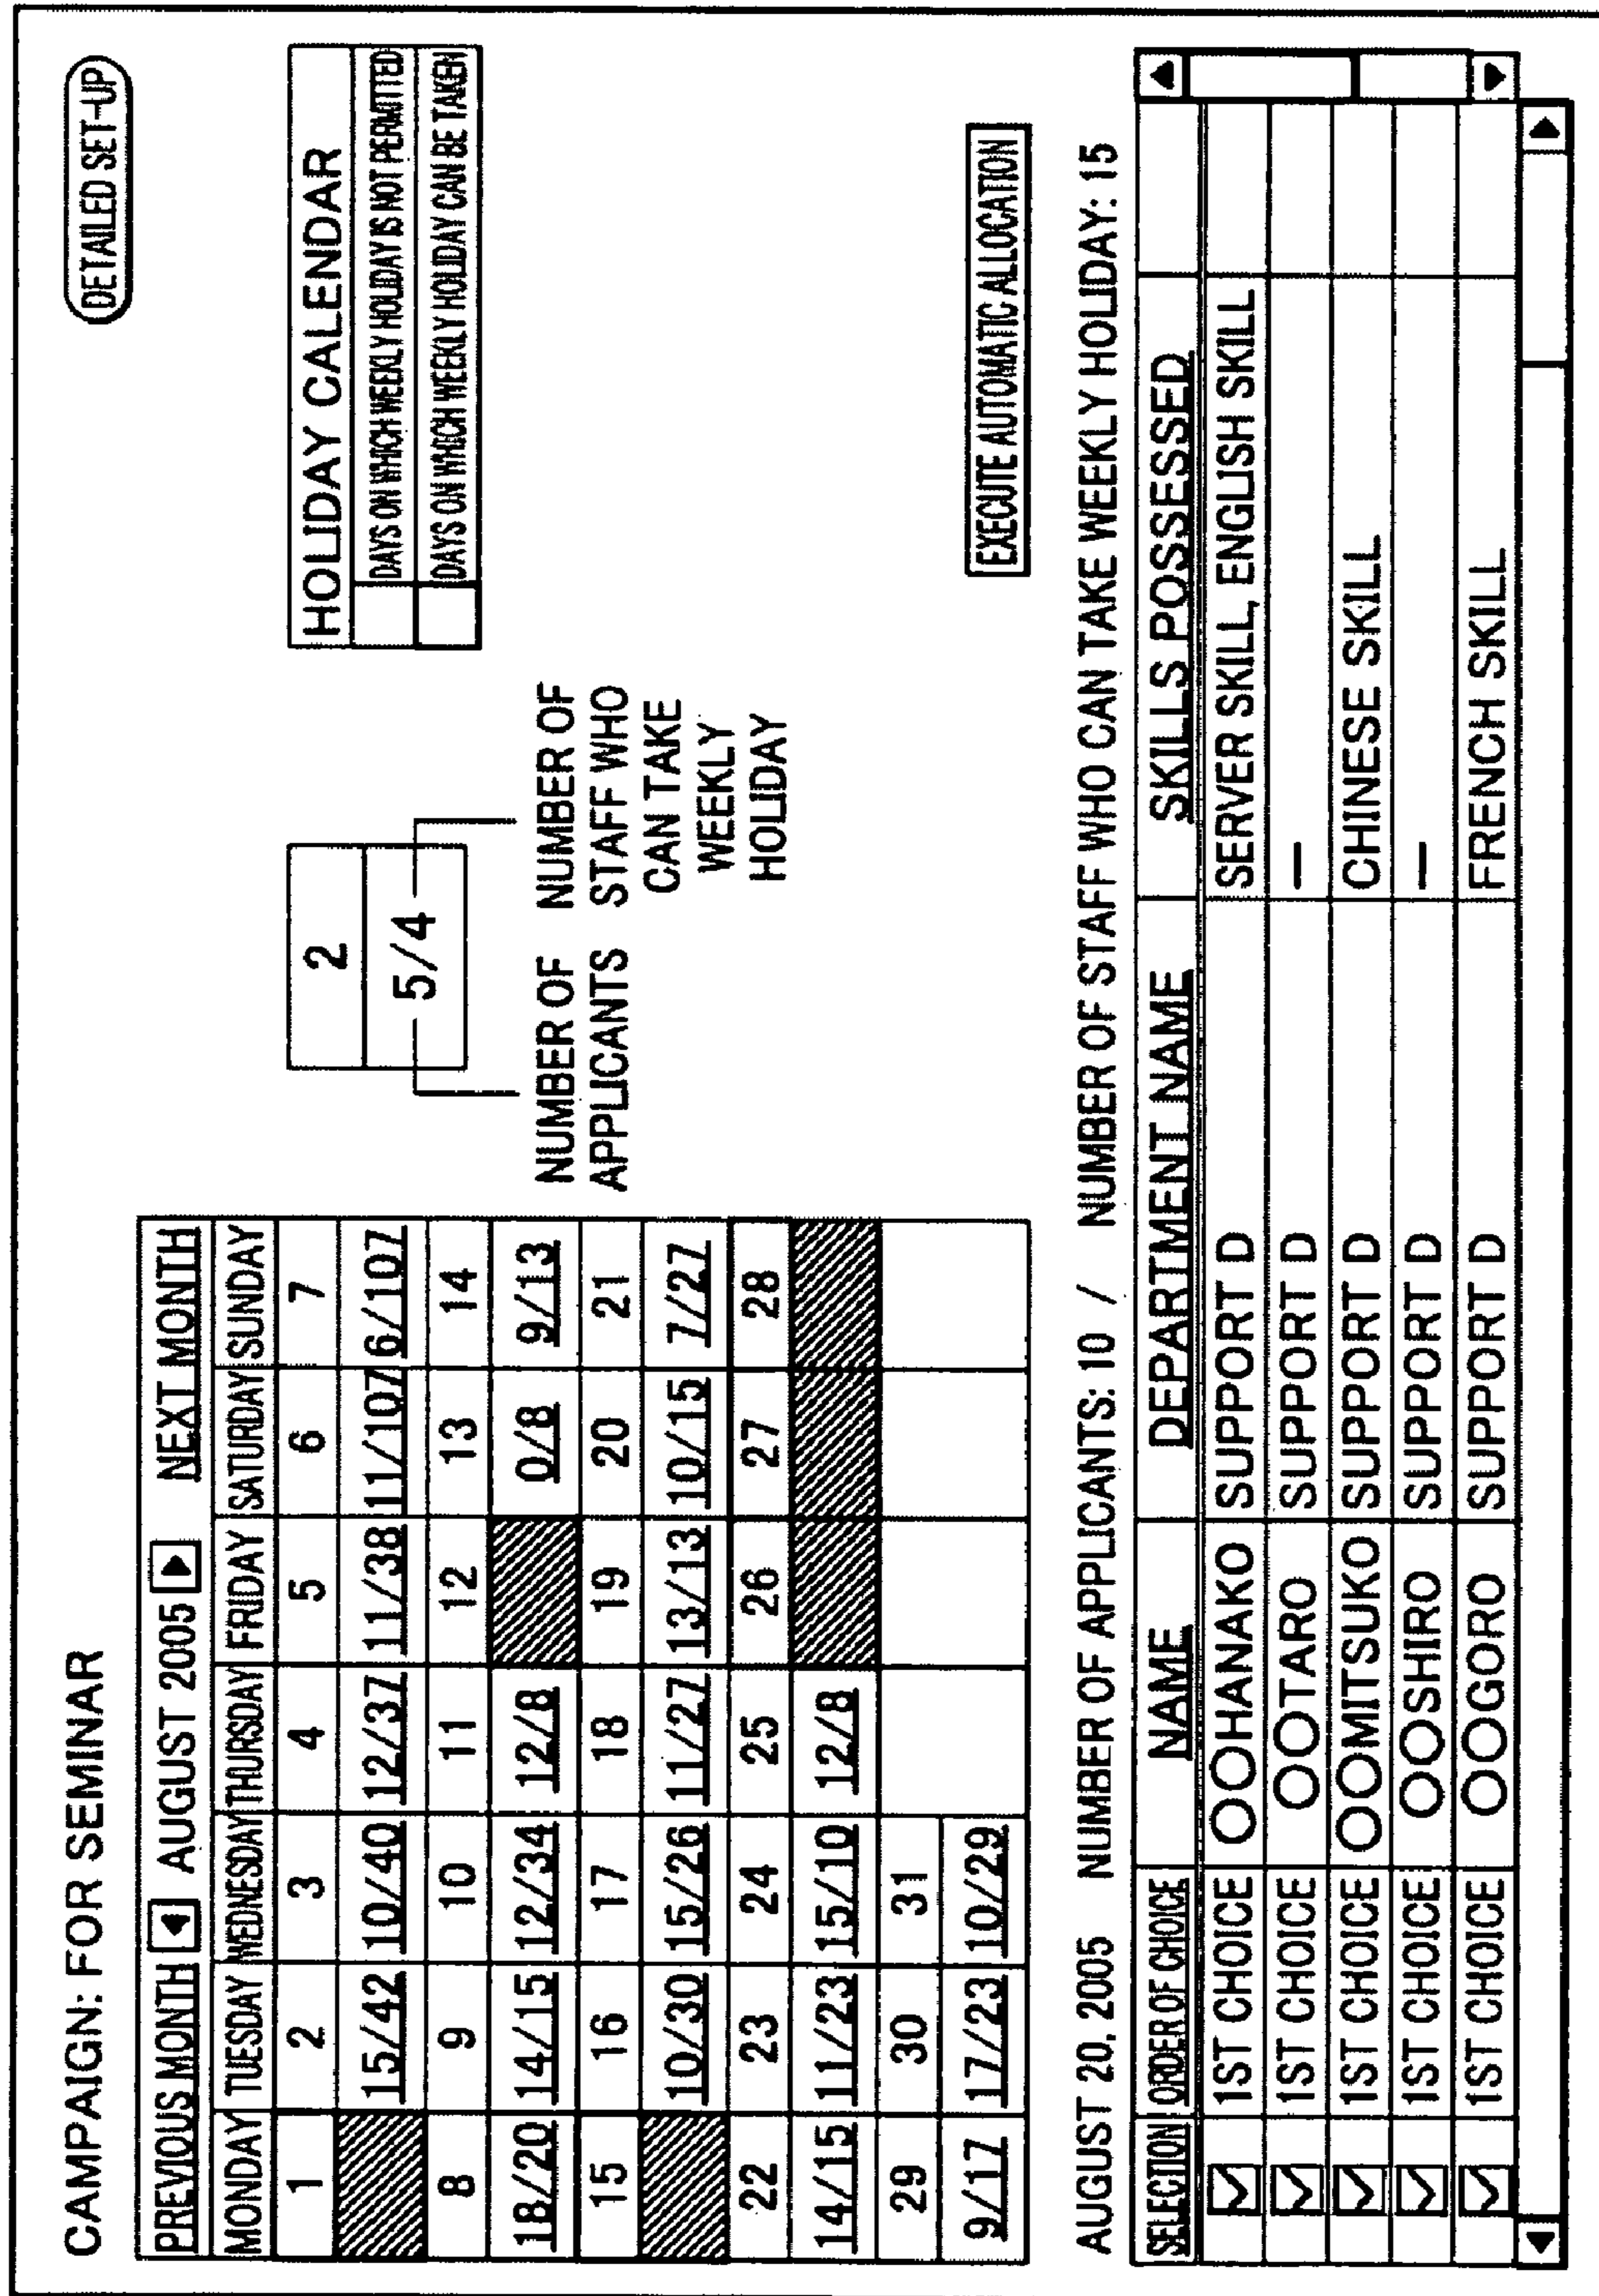 DETAILED SET-UP
CAMPAIGN: FOR SEMINAR
PREVIOUS MONTH ◀ AUGUST 2005 ▶ NEXT MONTH
MONDAY TUESDAY WEDNESDAY THURSDAY FRIDAY SATURDAY SUNDAY
1 2 3 4 5 6 7
15/42 10/40 12/37 11/38 11/107 6/107
8 9 10 11 12 13 14
18/20 14/15 12/34 12/8 0/8 9/13
15 16 17 18 19 20 21
10/30 15/26 11/27 13/13 10/15 7/27
22 23 24 25 26 27 28
14/15 11/23 15/10 12/8
29 30 31
9/17 17/23 10/29
2
5/4
NUMBER OF APPLICANTS
NUMBER OF STAFF WHO CAN TAKE WEEKLY HOLIDAY
HOLIDAY CALENDAR
DAYS ON WHICH WEEKLY HOLIDAY IS NOT PERMITTED
DAYS ON WHICH WEEKLY HOLIDAY CAN BE TAKEN
EXECUTE AUTOMATIC ALLOCATION
AUGUST 20, 2005 NUMBER OF APPLICANTS: 10 / NUMBER OF STAFF WHO CAN TAKE WEEKLY HOLIDAY: 15
SELECTION ORDER OF CHOICE NAME DEPARTMENT NAME SKILLS POSSESSED
1ST CHOICE ○○HANAKO SUPPORT D SERVER SKILL, ENGLISH SKILL
1ST CHOICE ○○TARO SUPPORT D —
1ST CHOICE ○○MITSUKO SUPPORT D CHINESE SKILL
1ST CHOICE ○○SHIRO SUPPORT D —
1ST CHOICE ○○GORO SUPPORT D FRENCH SKILL